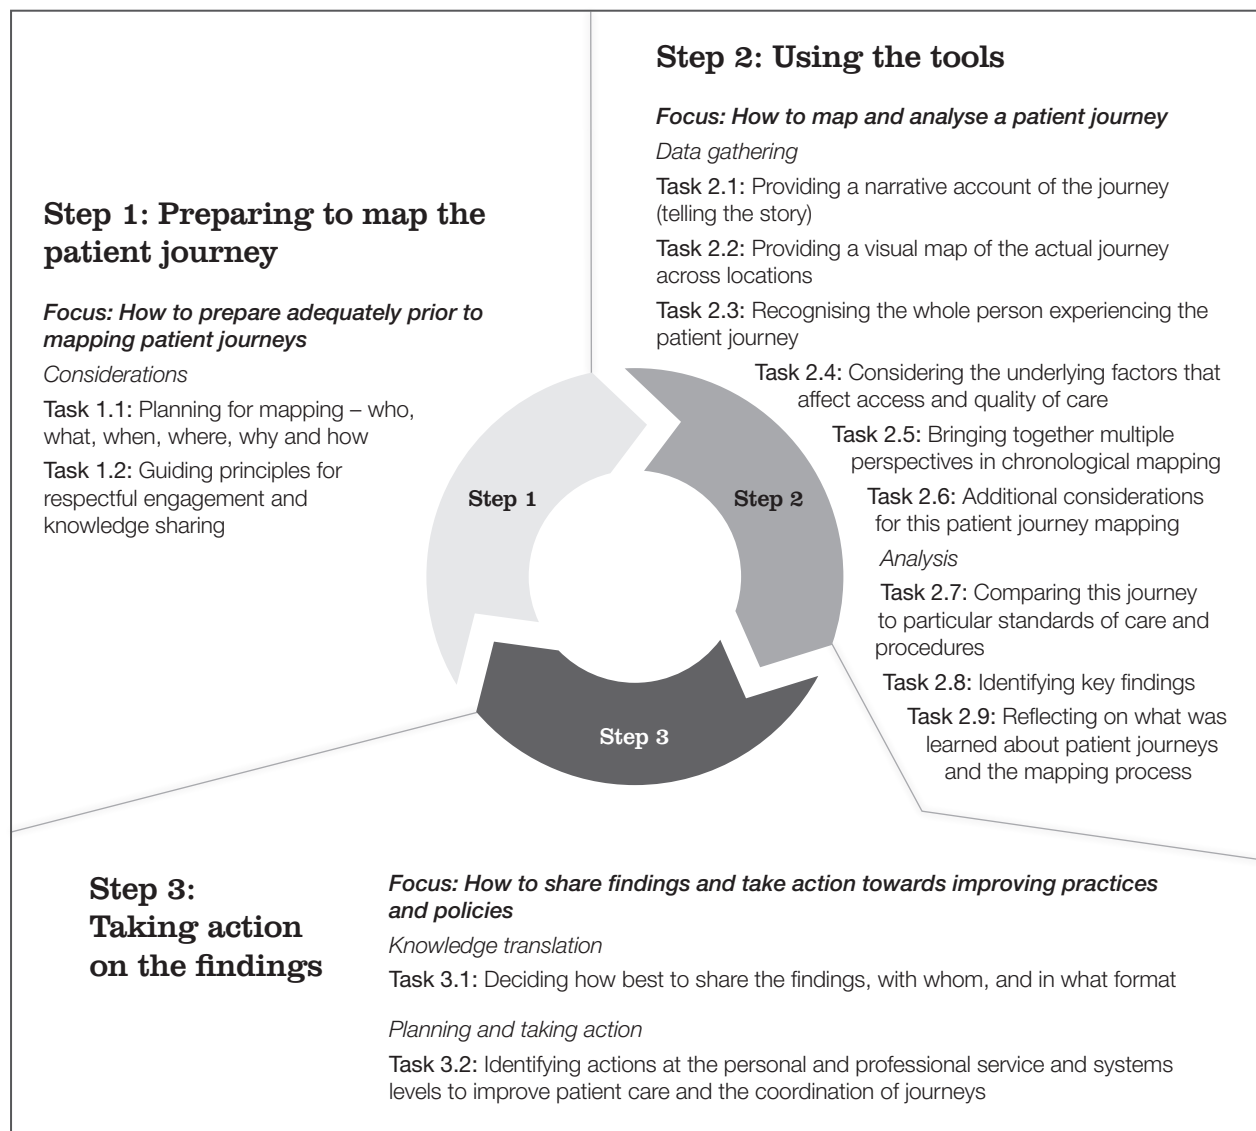 Step 1: Preparing to map the
patient journey
Focus: How to prepare adequately prior to
mapping patient journeys
Considerations
Task 1.1: Planning for mapping – who,
what, when, where, why and how
Task 1.2: Guiding principles for
respectful engagement and
knowledge sharing
Step 2: Using the tools
Focus: How to map and analyse a patient journey
Data gathering
Task 2.1: Providing a narrative account of the journey
(telling the story)
Task 2.2: Providing a visual map of the actual journey
across locations
Task 2.3: Recognising the whole person experiencing the
patient journey
Task 2.4: Considering the underlying factors that
affect access and quality of care
Task 2.5: Bringing together multiple
perspectives in chronological mapping
Task 2.6: Additional considerations
for this patient journey mapping
Analysis
Task 2.7: Comparing this journey
to particular standards of care and
procedures
Task 2.8: Identifying key findings
Task 2.9: Reflecting on what was
learned about patient journeys
and the mapping process
Step 1
Step 2
Step 3
Step 3:
Taking action
on the findings
Focus: How to share findings and take action towards improving practices
and policies
Knowledge translation
Task 3.1: Deciding how best to share the findings, with whom, and in what format
Planning and taking action
Task 3.2: Identifying actions at the personal and professional service and systems
levels to improve patient care and the coordination of journeys